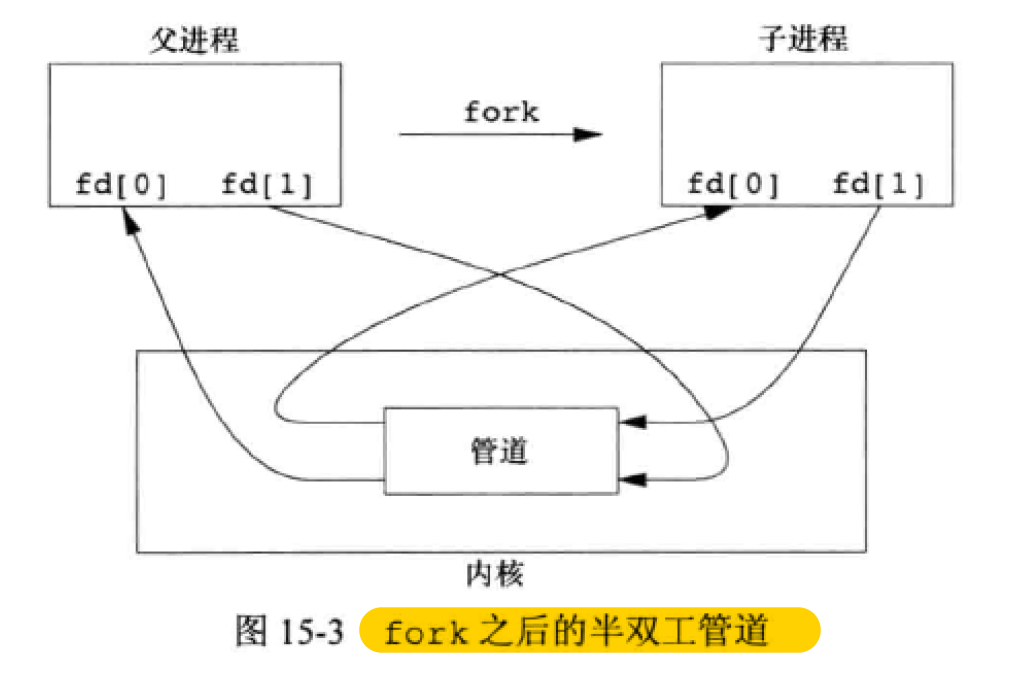 父进程
子进程
fork
fd[0]
fd[1]
fd[0]
fd[1]
管道
内核
图 15-3 fork 之后的半双工管道